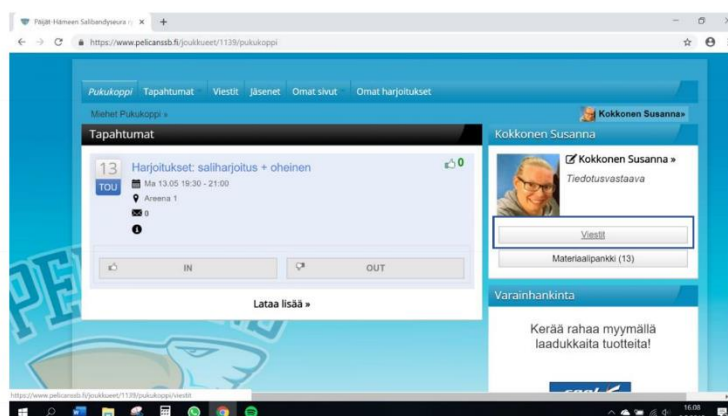 Päijät-Hämeen Salibandyseura r
https://www.pelicanssb.fi/joukkueet/1139/pukukoppi
Pukukoppi Tapahtumat Viestit Jäsenet Omat sivut Omat harjoitukset
Miehet Pukukoppi »
Kokkonen Susanna»
Tapahtumat
13
TOU
Harjoitukset: saliharjoitus + oheinen
0
Ma 13.05 19:30 - 21:00
Areena 1
0
IN
OUT
Lataa lisää »
Kokkonen Susanna
Kokkonen Susanna »
Tiedotusvastaava
Viestit
Materiaalipankki (13)
Varainhankinta
Kerää rahaa myymällä
laadukkaita tuotteita!
https://www.pelicanssb.fi/joukkueet/1139/pukukoppi/viestit
16.08